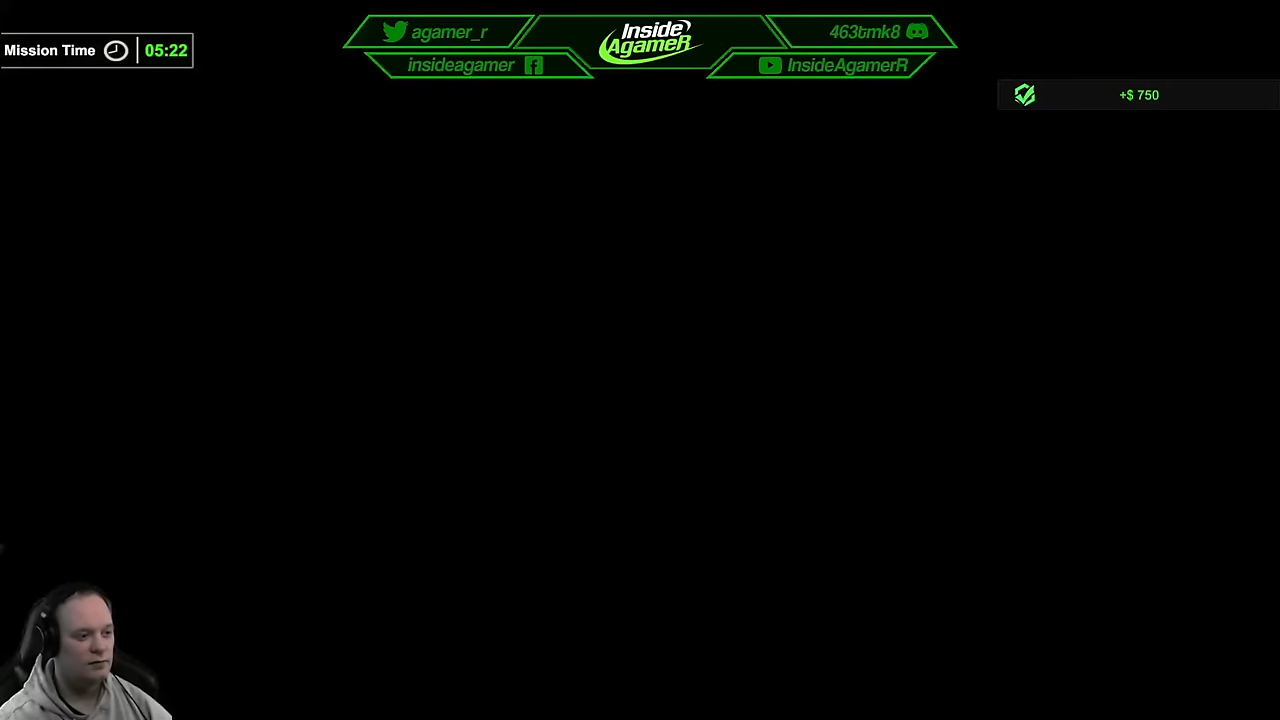 Mission Time 05:22
agamer_r
Inside
AgameR
463tmk8
insideagamer
InsideAgamerR
+$ 750